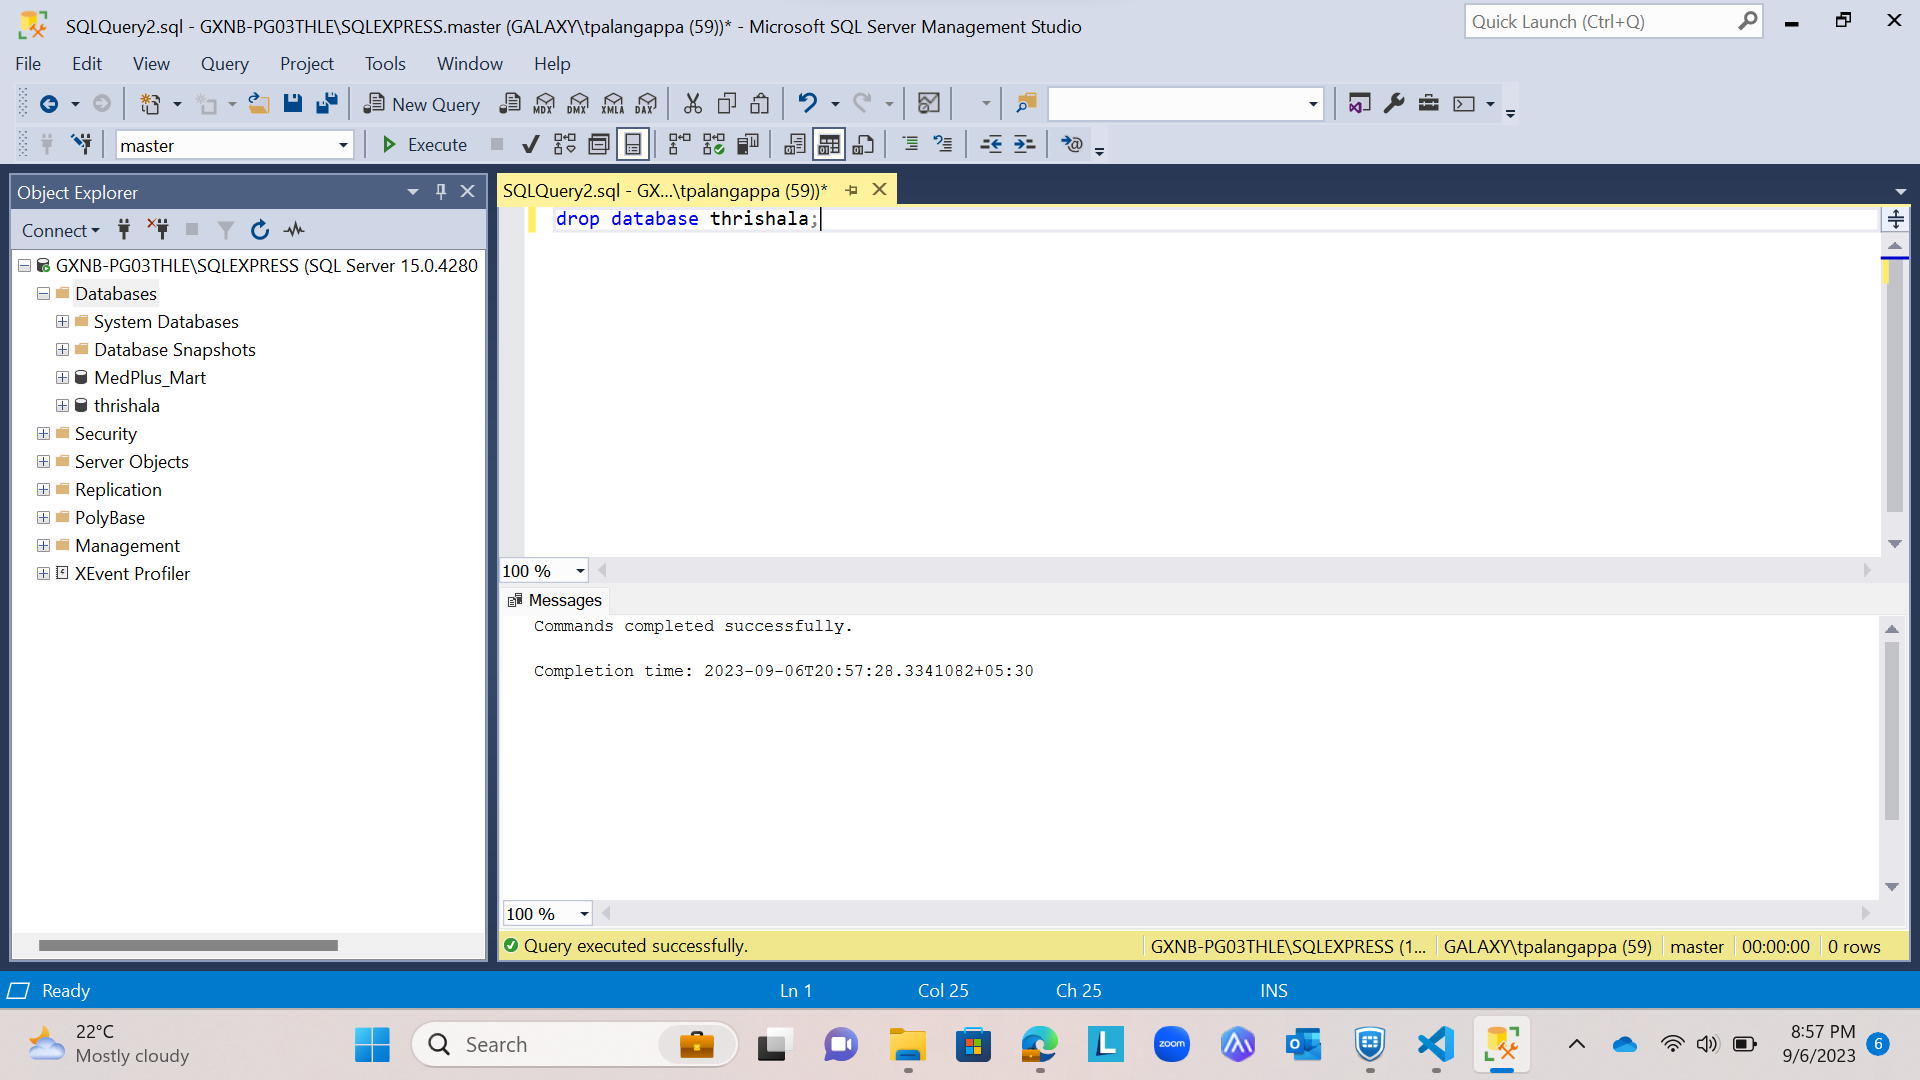 SQLQuery2.sql - GXNB-PG03THLE\SQLEXPRESS.master (GALAXY\tpalangappa (59))* - Microsoft SQL Server Management Studio
Quick Launch (Ctrl+Q)
File Edit View Query Project Tools Window Help
New Query
MDX DMX XMLA DAX
master
Execute
Object Explorer
SQLQuery2.sql - GX...\tpalangappa (59))*
Connect
drop database thrishala;
GXNB-PG03THLE\SQLEXPRESS (SQL Server 15.0.4280
Databases
System Databases
Database Snapshots
MedPlus_Mart
thrishala
Security
Server Objects
Replication
PolyBase
Management
XEvent Profiler
100 %
Messages
Commands completed successfully.
Completion time: 2023-09-06T20:57:28.3341082+05:30
100 %
Query executed successfully.
GXNB-PG03THLE\SQLEXPRESS (1... GALAXY\tpalangappa (59) master 00:00:00 0 rows
Ready
Ln 1
Col 25
Ch 25
INS
22°C
Mostly cloudy
Search
L
zoom
8:57 PM
9/6/2023
6